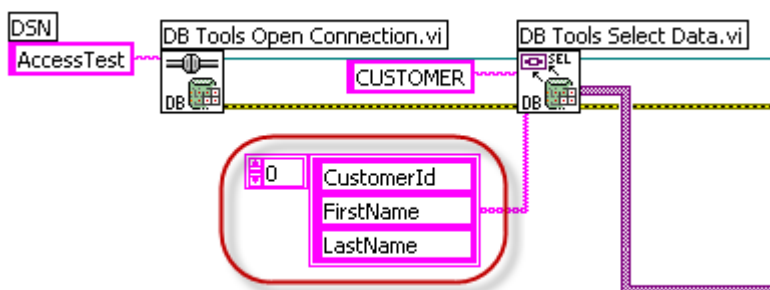 DSN
AccessTest
DB Tools Open Connection.vi
DB
CUSTOMER
DB Tools Select Data.vi
SEL
DB
0
CustomerId
FirstName
LastName